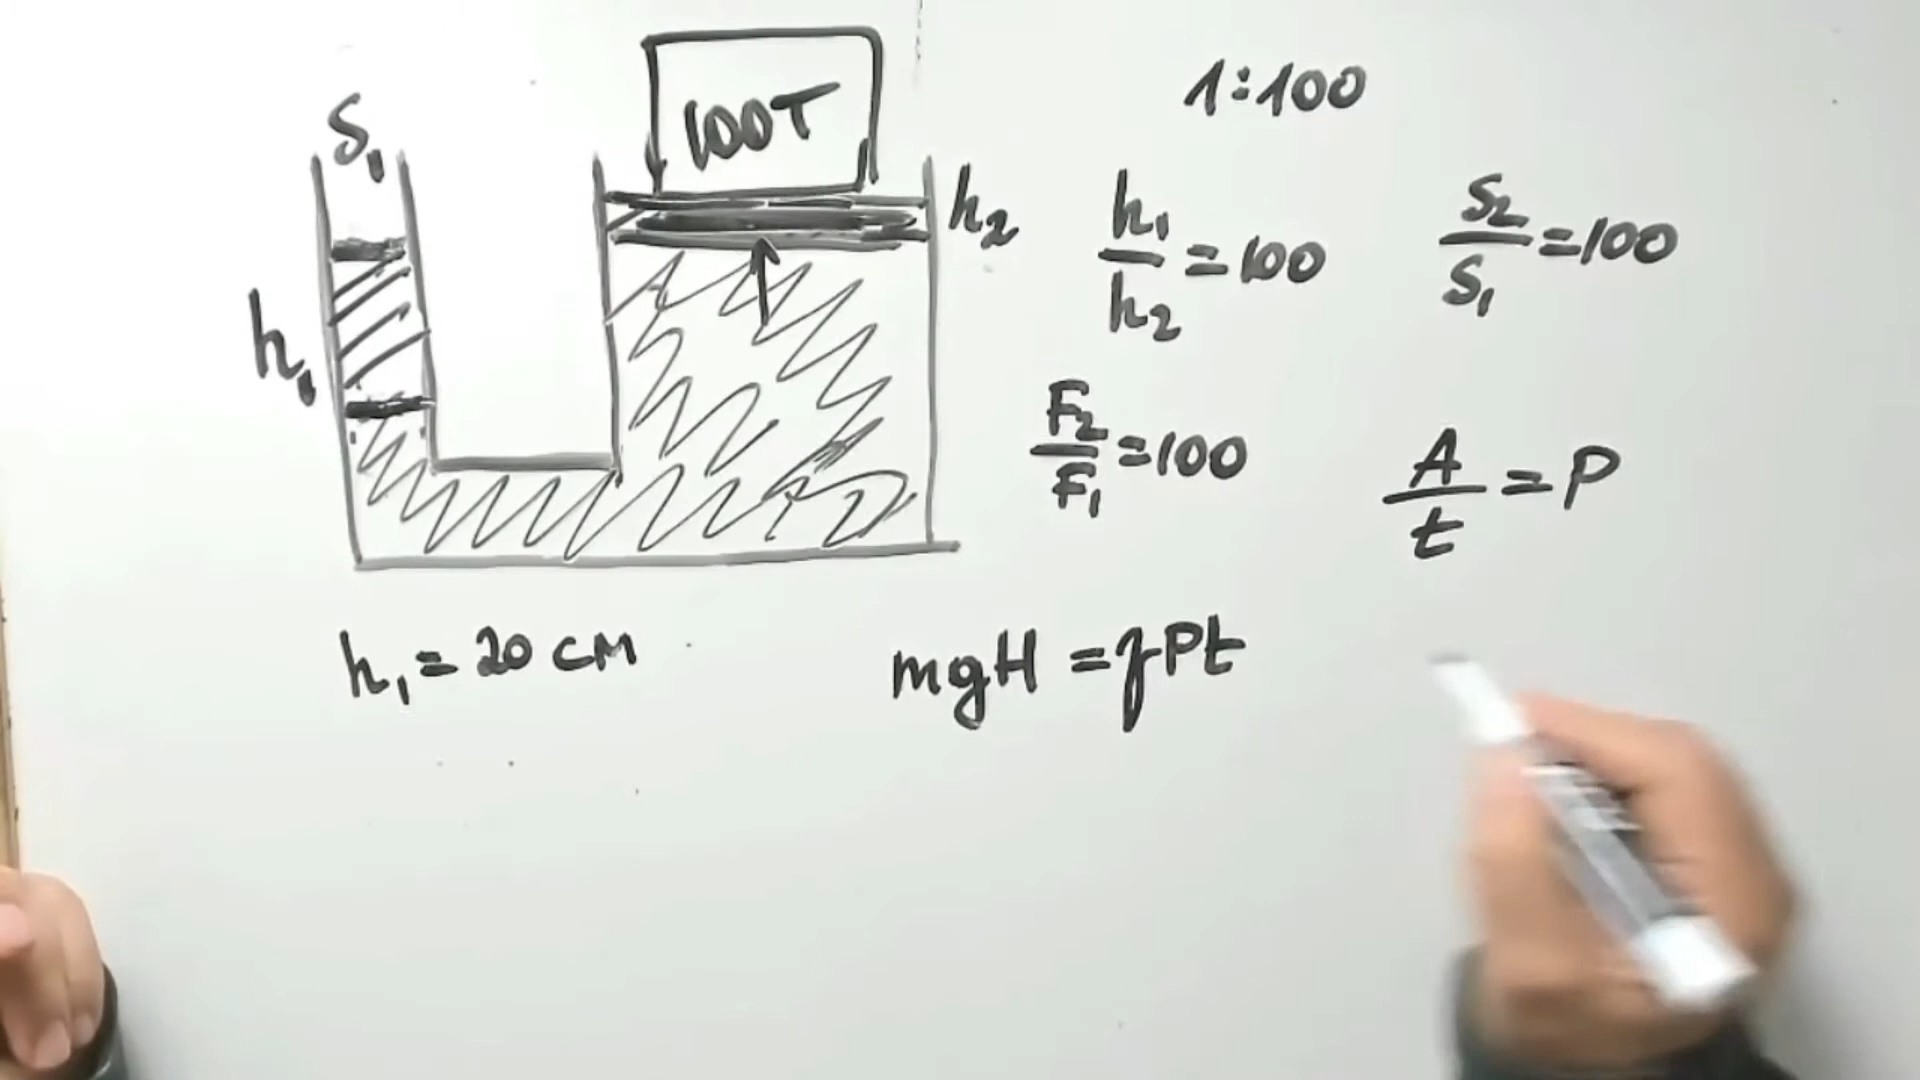 S₁
100T
h₁
h₂
1:100
h₁/h₂ = 100
S₂/S₁ = 100
F₂/F₁ = 100
A/t = P
h₁ = 20 см
mgH = ηPt